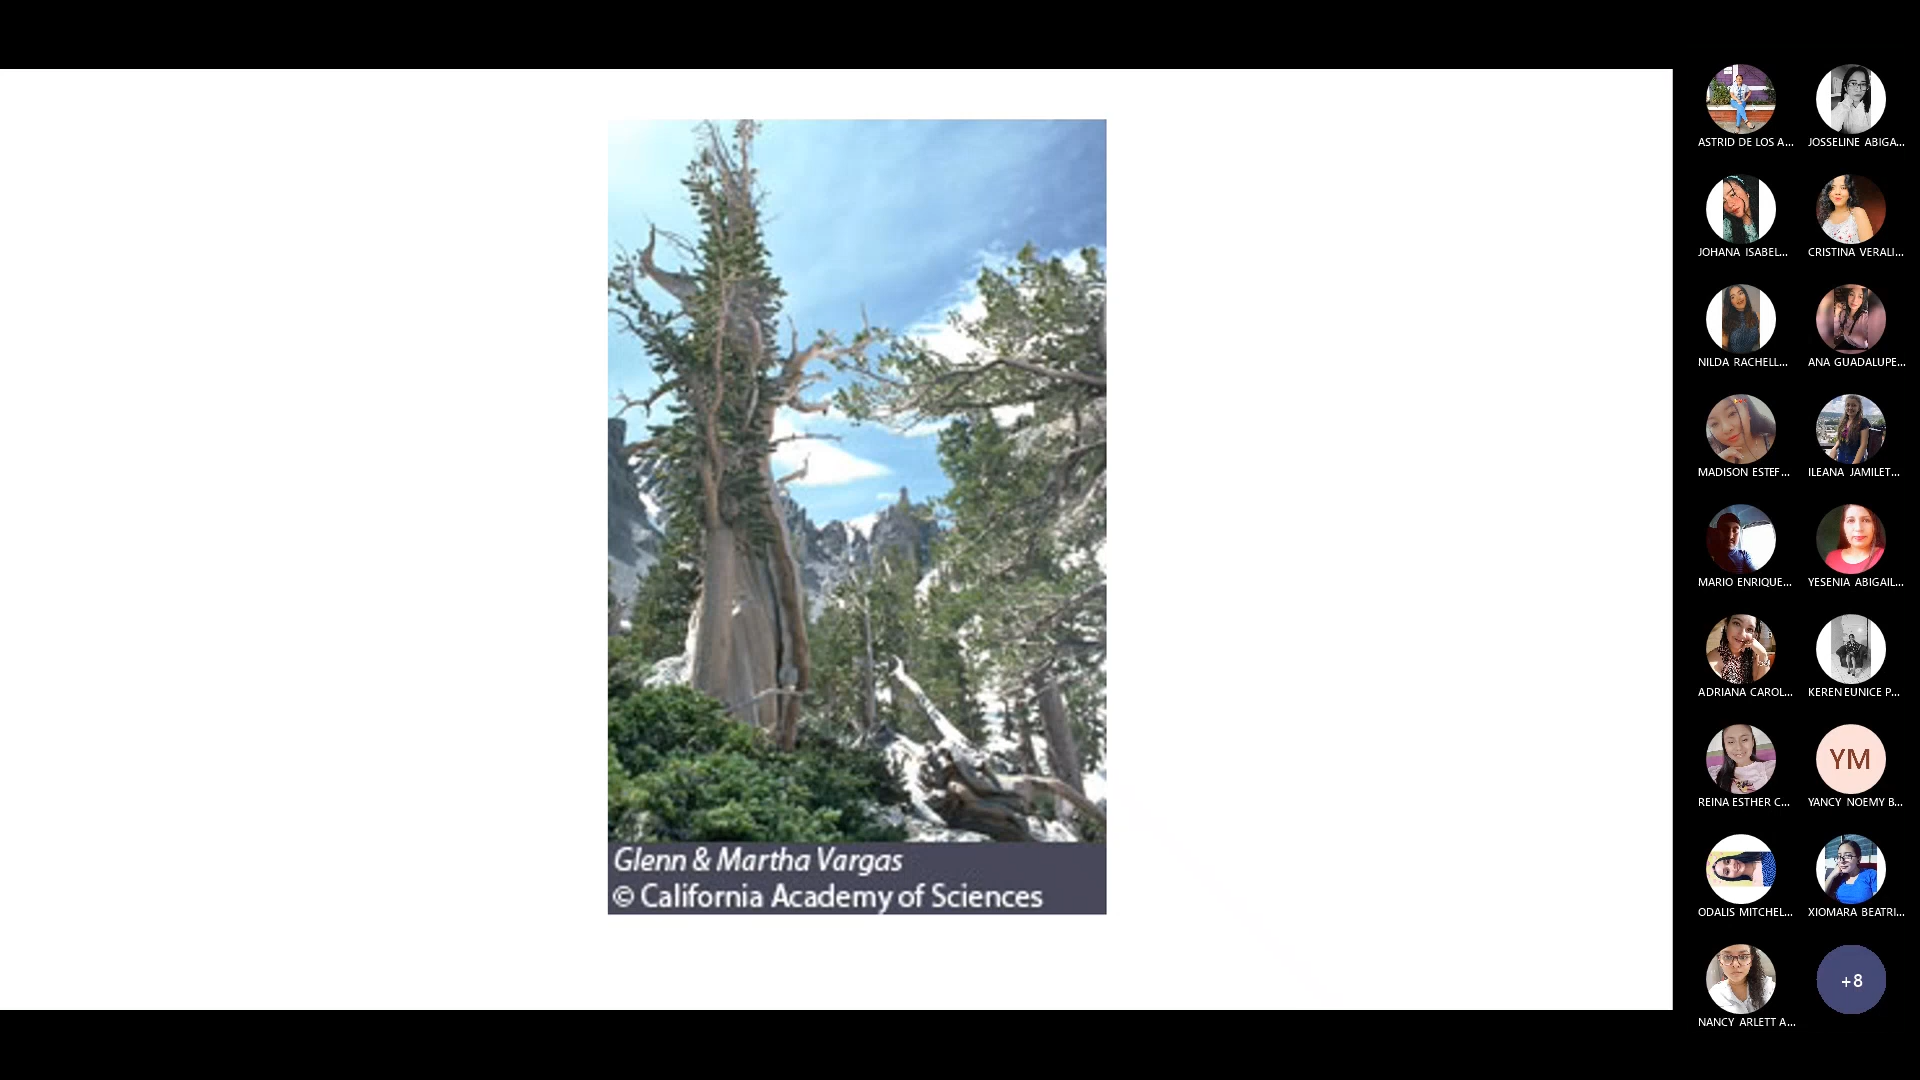 ASTRID DE LOS A...
JOSSELINE ABIGA...
JOHANA ISABEL...
CRISTINA VERALI...
NILDA RACHELL...
ANA GUADALUPE...
MADISON ESTEF...
ILEANA JAMILET...
MARIO ENRIQUE...
YESENIA ABIGAIL...
ADRIANA CAROL...
KEREN EUNICE P...
REINA ESTHER C...
YM
YANCY NOEMY B...
ODALIS MITCHEL...
XIOMARA BEATRI...
NANCY ARLETT A...
+8
Glenn & Martha Vargas
© California Academy of Sciences